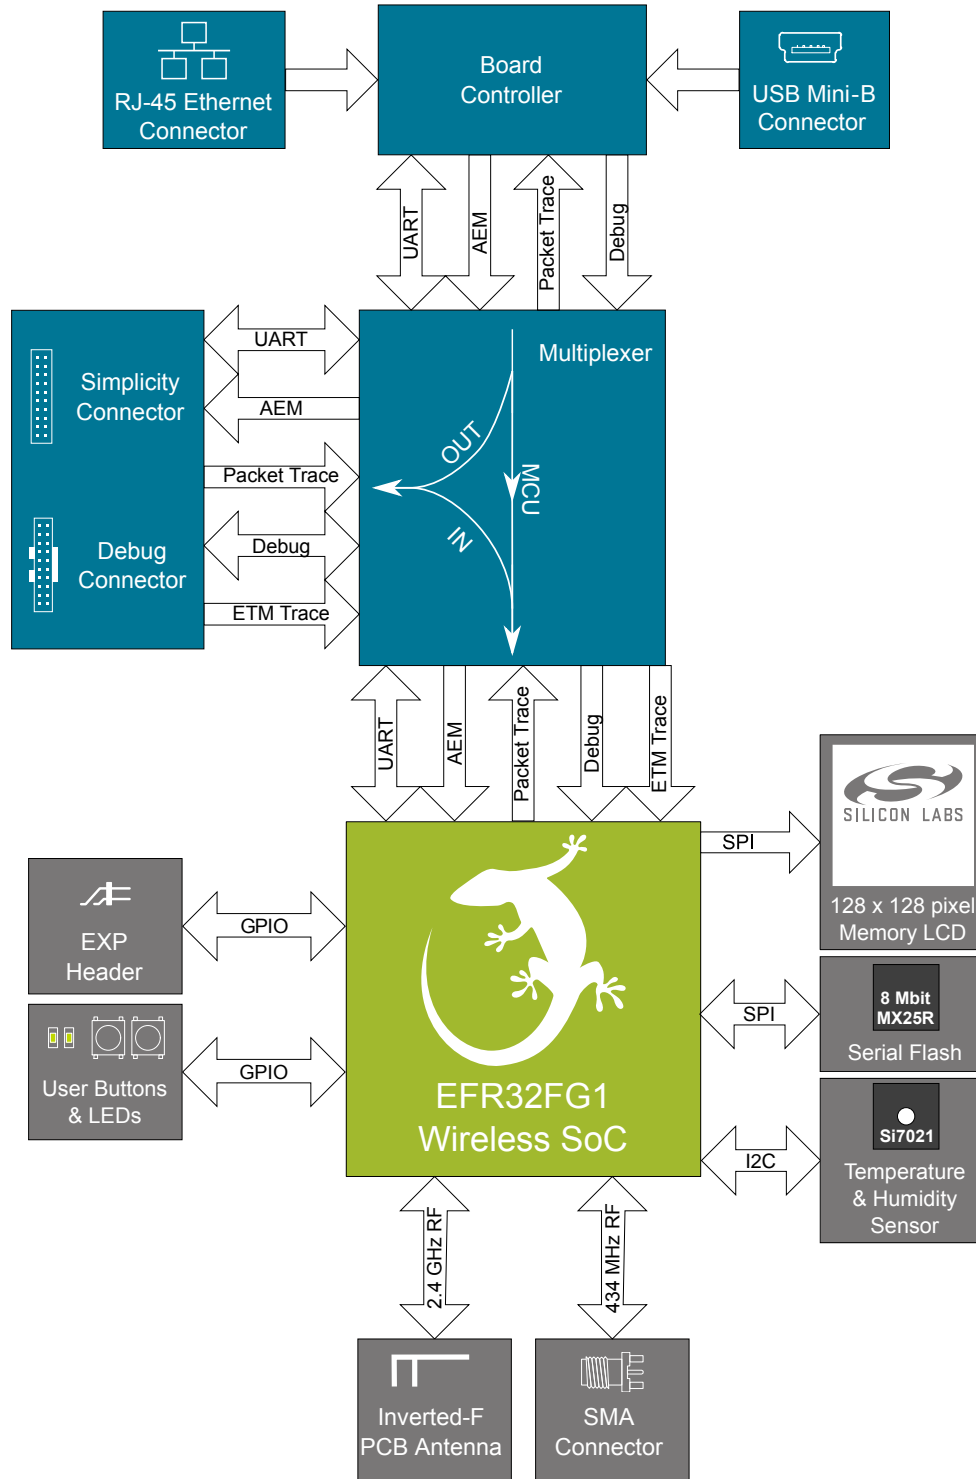 RJ-45 Ethernet
Connector
Board
Controller
USB Mini-B
Connector
UART
AEM
Packet Trace
Debug
Simplicity
Connector
Debug
Connector
UART
AEM
Packet Trace
Debug
ETM Trace
Multiplexer
OUT
IN
MCU
UART
AEM
Packet Trace
Debug
ETM Trace
SILICON LABS
128 x 128 pixel
Memory LCD
SPI
EXP
Header
GPIO
User Buttons
& LEDs
GPIO
EFR32FG1
Wireless SoC
SPI
8 Mbit
MX25R
Serial Flash
I2C
Si7021
Temperature
& Humidity
Sensor
2.4 GHz RF
434 MHz RF
Inverted-F
PCB Antenna
SMA
Connector